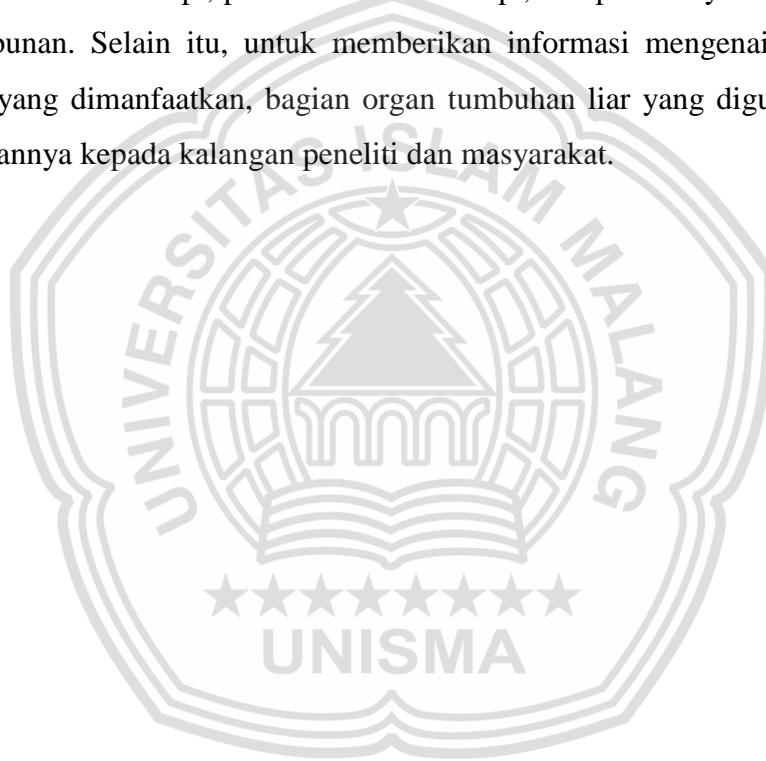 bunan. Selain itu, untuk memberikan informasi mengenai
yang dimanfaatkan, bagian organ tumbuhan liar yang digu
annya kepada kalangan peneliti dan masyarakat.
UNIVERSITAS ISLAM MALANG
UNISMA